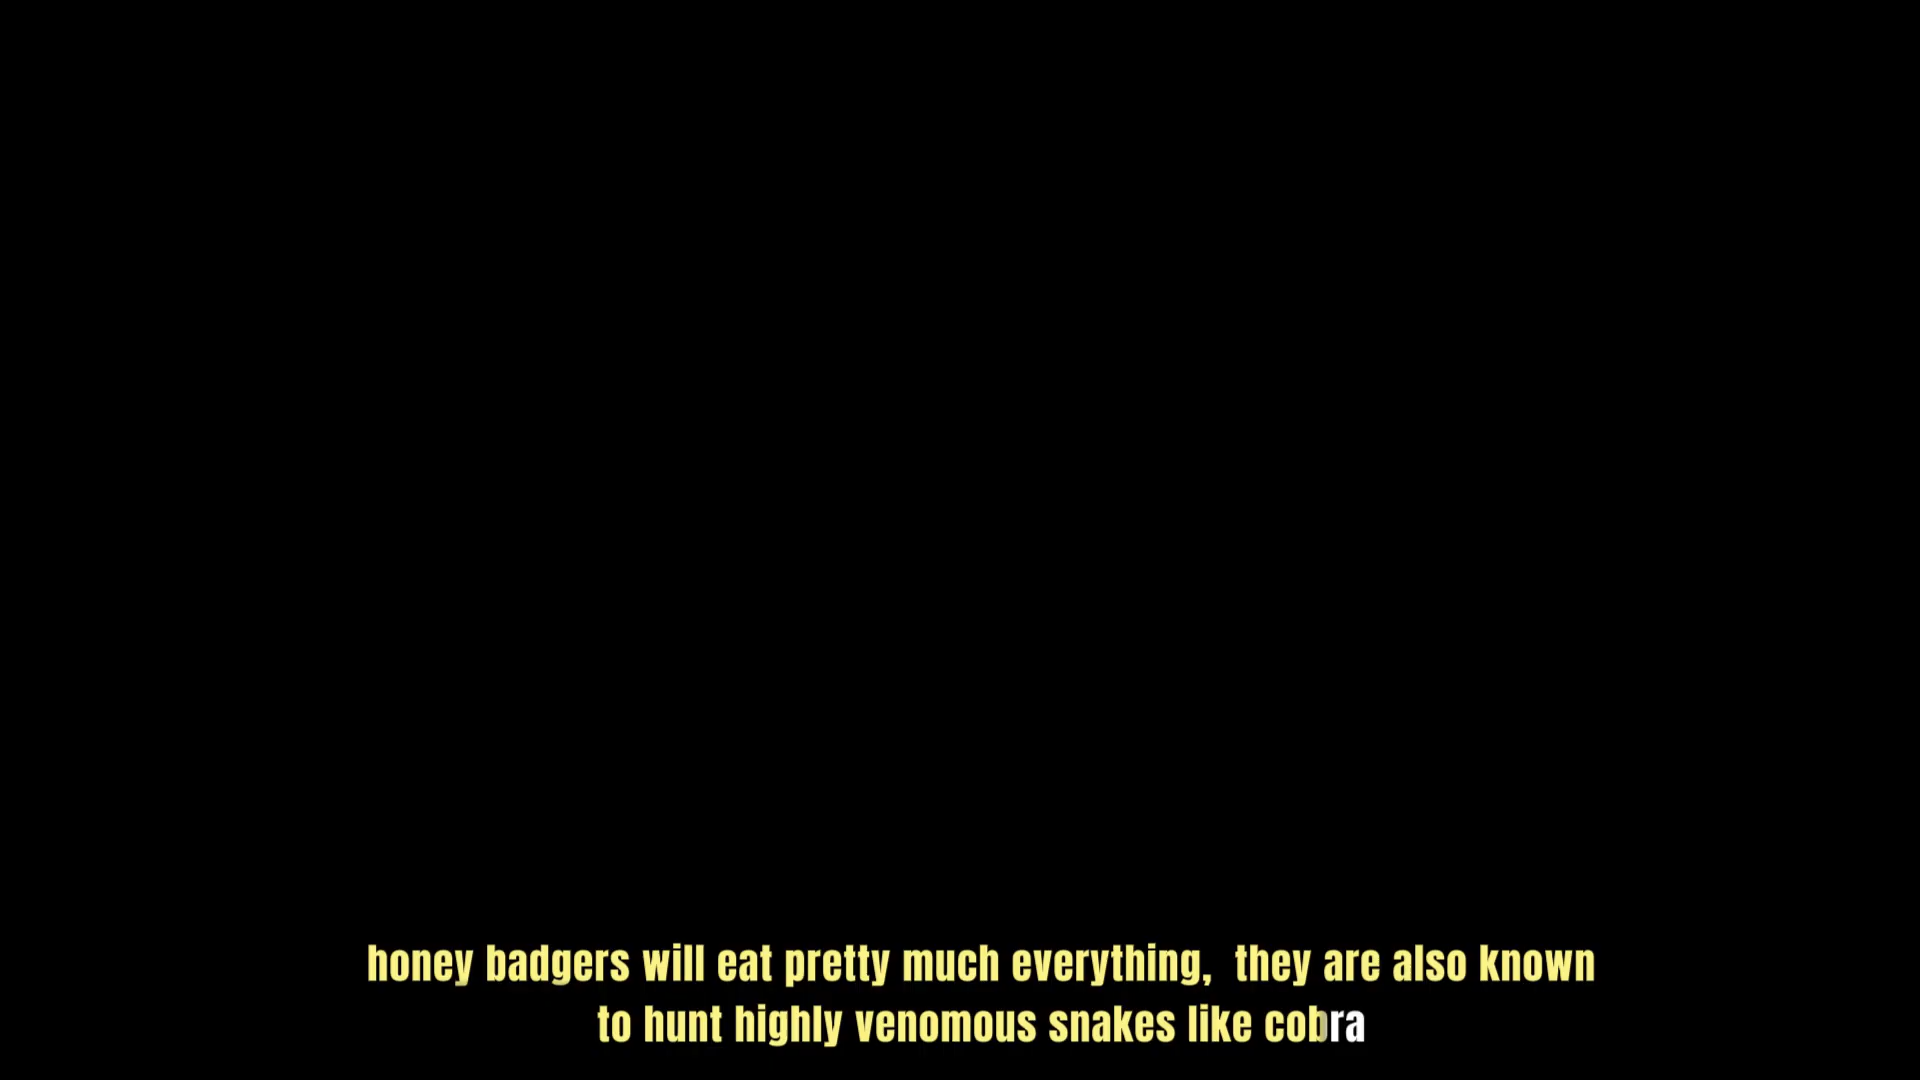 honey badgers will eat pretty much everything,  they are also known
to hunt highly venomous snakes like cobra